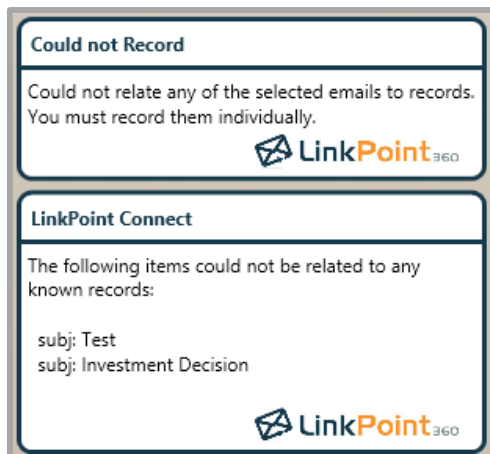 Could not Record
Could not relate any of the selected emails to records.
You must record them individually.
LinkPoint360
LinkPoint Connect
The following items could not be related to any
known records:
subj: Test
subj: Investment Decision
LinkPoint360